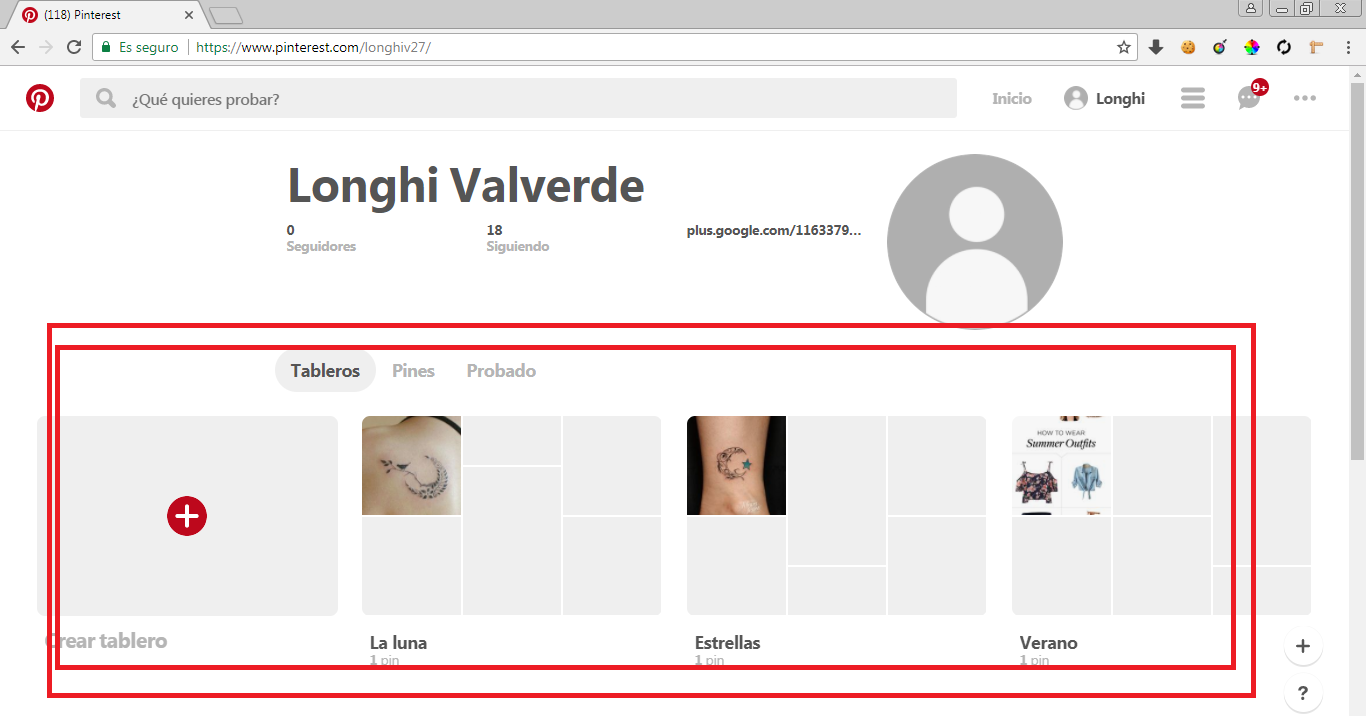 (118) Pinterest
Es seguro
https://www.pinterest.com/longhiv27/
¿Qué quieres probar?
Inicio
Longhi
9+
Longhi Valverde
0
Seguidores
18
Siguiendo
plus.google.com/1163379...
Tableros
Pines
Probado
HOW TO WEAR
Summer Outfits
Crear tablero
La luna
1 pin
Estrellas
1 pin
Verano
1 pin
+
?